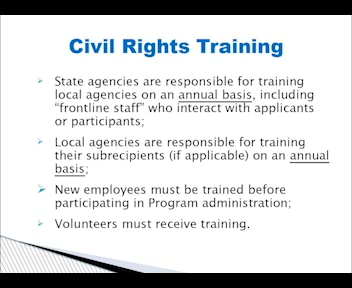 Civil Rights Training
State agencies are responsible for training
local agencies on an annual basis, including
“frontline staff” who interact with applicants
or participants;
Local agencies are responsible for training
their subrecipients (if applicable) on an annual
basis;
New employees must be trained before
participating in Program administration;
Volunteers must receive training.